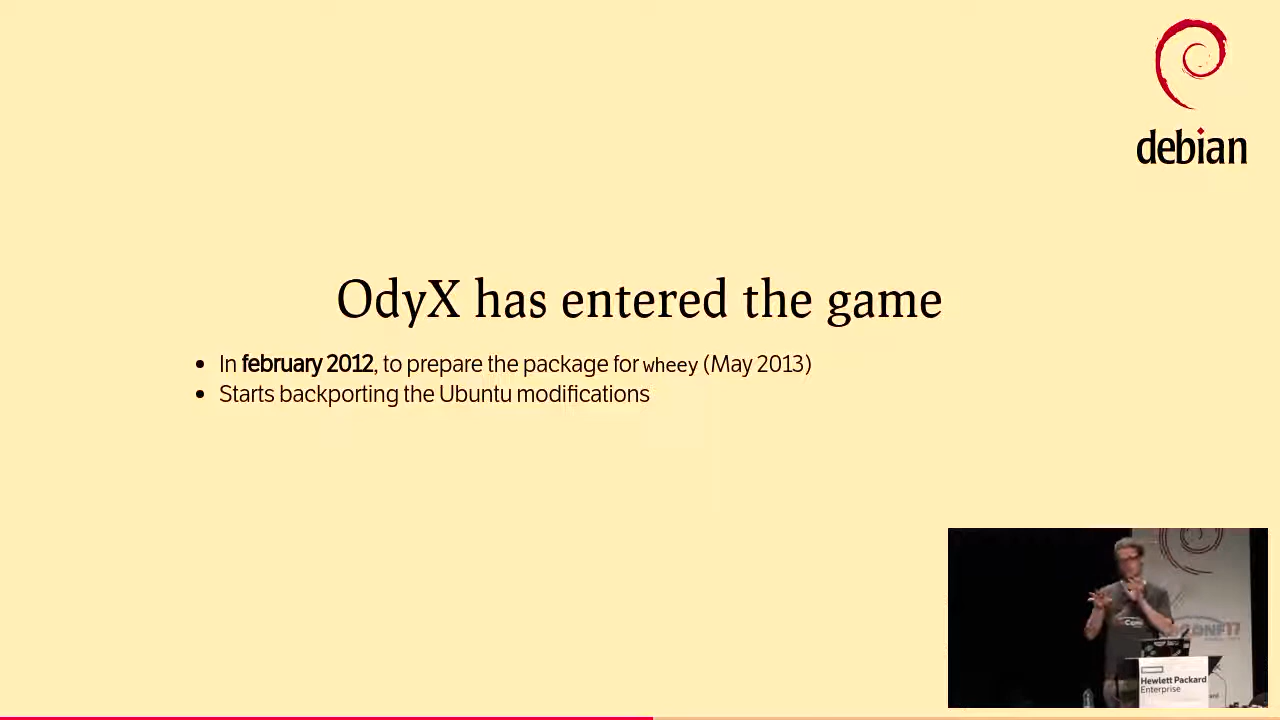 debian
OdyX has entered the game
• In february 2012, to prepare the package for wheey (May 2013)
• Starts backporting the Ubuntu modifications
CONF17
Hewlett Packard
Enterprise